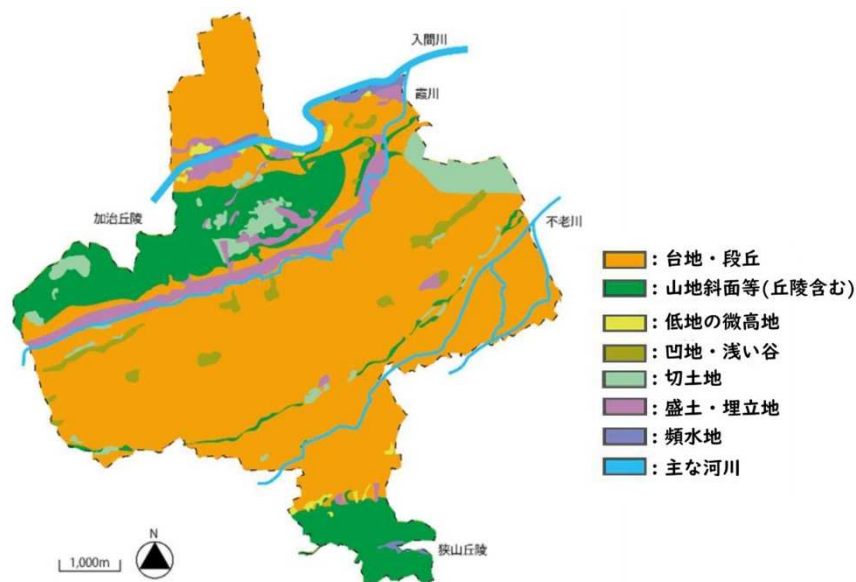 入間川
霞川
加治丘陵
不老川
：台地・段丘
：山地斜面等(丘陵含む)
：低地の微高地
：凹地・浅い谷
：切土地
：盛土・埋立地
：頻水地
：主な河川
N
1,000m
狭山丘陵